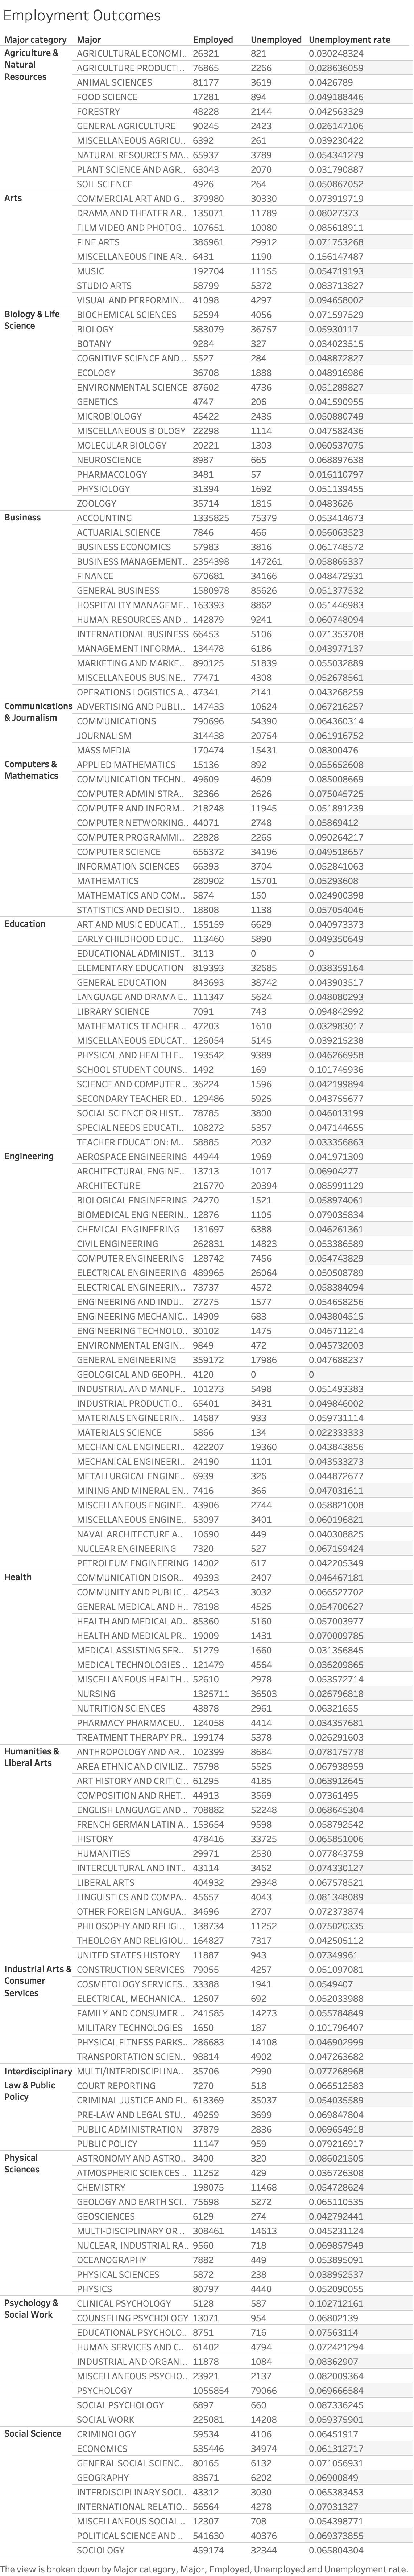 Employment Outcomes
Major category Major Employed Unemployed Unemployment rate
Agriculture &
Natural
Resources
AGRICULTURAL ECONOMI.. 26321 821 0.030248324
AGRICULTURE PRODUCTI.. 76865 2266 0.028636059
ANIMAL SCIENCES 81177 3619 0.0426789
FOOD SCIENCE 17281 894 0.049188446
FORESTRY 48228 2144 0.042563329
GENERAL AGRICULTURE 90245 2423 0.026147106
MISCELLANEOUS AGRICU.. 6392 261 0.039230422
NATURAL RESOURCES MA.. 65937 3789 0.054341279
PLANT SCIENCE AND AGR.. 63043 2070 0.031790887
SOIL SCIENCE 4926 264 0.050867052
Arts
COMMERCIAL ART AND G.. 379980 30330 0.073919719
DRAMA AND THEATER AR.. 135071 11789 0.08027373
FILM VIDEO AND PHOTOG.. 107651 10080 0.085618911
FINE ARTS 386961 29912 0.071753268
MISCELLANEOUS FINE AR.. 6431 1190 0.156147487
MUSIC 192704 11155 0.054719193
STUDIO ARTS 58799 5372 0.083713827
VISUAL AND PERFORMIN.. 41098 4297 0.094658002
Biology & Life
Science
BIOCHEMICAL SCIENCES 52594 4056 0.071597529
BIOLOGY 583079 36757 0.05930117
BOTANY 9284 327 0.034023515
COGNITIVE SCIENCE AND .. 5527 284 0.048872827
ECOLOGY 36708 1888 0.048916986
ENVIRONMENTAL SCIENCE 87602 4736 0.051289827
GENETICS 4747 206 0.041590955
MICROBIOLOGY 45422 2435 0.050880749
MISCELLANEOUS BIOLOGY 22298 1114 0.047582436
MOLECULAR BIOLOGY 20221 1303 0.060537075
NEUROSCIENCE 8987 665 0.068897638
PHARMACOLOGY 3481 57 0.016110797
PHYSIOLOGY 31394 1692 0.051139455
ZOOLOGY 35714 1815 0.0483626
Business
ACCOUNTING 1335825 75379 0.053414673
ACTUARIAL SCIENCE 7846 466 0.056063523
BUSINESS ECONOMICS 57983 3816 0.061748572
BUSINESS MANAGEMENT.. 2354398 147261 0.058865337
FINANCE 670681 34166 0.048472931
GENERAL BUSINESS 1580978 85626 0.051377532
HOSPITALITY MANAGEME.. 163393 8862 0.051446983
HUMAN RESOURCES AND .. 142879 9241 0.060748094
INTERNATIONAL BUSINESS 66453 5106 0.071353708
MANAGEMENT INFORMA.. 134478 6186 0.043977137
MARKETING AND MARKE.. 890125 51839 0.055032889
MISCELLANEOUS BUSINE.. 77471 4308 0.052678561
OPERATIONS LOGISTICS A.. 47341 2141 0.043268259
Communications
& Journalism
ADVERTISING AND PUBLI.. 147433 10624 0.067216257
COMMUNICATIONS 790696 54390 0.064360314
JOURNALISM 314438 20754 0.061916752
MASS MEDIA 170474 15431 0.08300476
Computers &
Mathematics
APPLIED MATHEMATICS 15136 892 0.055652608
COMMUNICATION TECHN.. 49609 4609 0.085008669
COMPUTER ADMINISTRA.. 32366 2626 0.075045725
COMPUTER AND INFORM.. 218248 11945 0.051891239
COMPUTER NETWORKING.. 44071 2748 0.05869412
COMPUTER PROGRAMMI.. 22828 2265 0.090264217
COMPUTER SCIENCE 656372 34196 0.049518657
INFORMATION SCIENCES 66393 3704 0.052841063
MATHEMATICS 280902 15701 0.05293608
MATHEMATICS AND COM.. 5874 150 0.024900398
STATISTICS AND DECISIO.. 18808 1138 0.057054046
Education
ART AND MUSIC EDUCATI.. 155159 6629 0.040973373
EARLY CHILDHOOD EDUC.. 113460 5890 0.049350649
EDUCATIONAL ADMINIST.. 3113 0 0
ELEMENTARY EDUCATION 819393 32685 0.038359164
GENERAL EDUCATION 843693 38742 0.043903517
LANGUAGE AND DRAMA E.. 111347 5624 0.048080293
LIBRARY SCIENCE 7091 743 0.094842992
MATHEMATICS TEACHER .. 47203 1610 0.032983017
MISCELLANEOUS EDUCAT.. 126054 5145 0.039215238
PHYSICAL AND HEALTH E.. 193542 9389 0.046266958
SCHOOL STUDENT COUNS.. 1492 169 0.101745936
SCIENCE AND COMPUTER .. 36224 1596 0.042199894
SECONDARY TEACHER ED.. 129486 5925 0.043755677
SOCIAL SCIENCE OR HIST.. 78785 3800 0.046013199
SPECIAL NEEDS EDUCATI.. 108272 5357 0.047144655
TEACHER EDUCATION: M.. 58885 2032 0.033356863
Engineering
AEROSPACE ENGINEERING 44944 1969 0.041971309
ARCHITECTURAL ENGINE.. 13713 1017 0.06904277
ARCHITECTURE 216770 20394 0.085991129
BIOLOGICAL ENGINEERING 24270 1521 0.058974061
BIOMEDICAL ENGINEERIN.. 12876 1105 0.079035834
CHEMICAL ENGINEERING 131697 6388 0.046261361
CIVIL ENGINEERING 262831 14823 0.053386589
COMPUTER ENGINEERING 128742 7456 0.054743829
ELECTRICAL ENGINEERING 489965 26064 0.050508789
ELECTRICAL ENGINEERIN.. 73737 4572 0.058384094
ENGINEERING AND INDU.. 27275 1577 0.054658256
ENGINEERING MECHANIC.. 14909 683 0.043804515
ENGINEERING TECHNOLO.. 30102 1475 0.046711214
ENVIRONMENTAL ENGIN.. 9849 472 0.045732003
GENERAL ENGINEERING 359172 17986 0.047688237
GEOLOGICAL AND GEOPH.. 4120 0 0
INDUSTRIAL AND MANUF.. 101273 5498 0.051493383
INDUSTRIAL PRODUCTIO.. 65401 3431 0.049846002
MATERIALS ENGINEERIN.. 14687 933 0.059731114
MATERIALS SCIENCE 5866 134 0.022333333
MECHANICAL ENGINEERI.. 422207 19360 0.043843856
MECHANICAL ENGINEERI.. 24190 1101 0.043533273
METALLURGICAL ENGINE.. 6939 326 0.044872677
MINING AND MINERAL EN.. 7416 366 0.047031611
MISCELLANEOUS ENGINE.. 43906 2744 0.058821008
MISCELLANEOUS ENGINE.. 53097 3401 0.060196821
NAVAL ARCHITECTURE A.. 10690 449 0.040308825
NUCLEAR ENGINEERING 7320 527 0.067159424
PETROLEUM ENGINEERING 14002 617 0.042205349
Health
COMMUNICATION DISOR.. 49393 2407 0.046467181
COMMUNITY AND PUBLIC .. 42543 3032 0.066527702
GENERAL MEDICAL AND H.. 78198 4525 0.054700627
HEALTH AND MEDICAL AD.. 85360 5160 0.057003977
HEALTH AND MEDICAL PR.. 19009 1431 0.070009785
MEDICAL ASSISTING SER.. 51279 1660 0.031356845
MEDICAL TECHNOLOGIES .. 121479 4564 0.036209865
MISCELLANEOUS HEALTH .. 52610 2978 0.053572714
NURSING 1325711 36503 0.026796818
NUTRITION SCIENCES 43878 2961 0.06321655
PHARMACY PHARMACEU.. 124058 4414 0.034357681
TREATMENT THERAPY PR.. 199174 5378 0.026291603
Humanities &
Liberal Arts
ANTHROPOLOGY AND AR.. 102399 8684 0.078175778
AREA ETHNIC AND CIVILIZ.. 75798 5525 0.067938959
ART HISTORY AND CRITICI.. 61295 4185 0.063912645
COMPOSITION AND RHET.. 44913 3569 0.07361495
ENGLISH LANGUAGE AND .. 708882 52248 0.068645304
FRENCH GERMAN LATIN A.. 153654 9598 0.058792542
HISTORY 478416 33725 0.065851006
HUMANITIES 29971 2530 0.077843759
INTERCULTURAL AND INT.. 43114 3462 0.074330127
LIBERAL ARTS 404932 29348 0.067578521
LINGUISTICS AND COMPA.. 45657 4043 0.081348089
OTHER FOREIGN LANGUA.. 34696 2707 0.072373874
PHILOSOPHY AND RELIGI.. 138734 11252 0.075020335
THEOLOGY AND RELIGIOU.. 164827 7317 0.042505112
UNITED STATES HISTORY 11887 943 0.07349961
Industrial Arts &
Consumer
Services
CONSTRUCTION SERVICES 79055 4257 0.051097081
COSMETOLOGY SERVICES.. 33388 1941 0.0549407
ELECTRICAL, MECHANICA.. 12607 692 0.052033988
FAMILY AND CONSUMER .. 241585 14273 0.055784849
MILITARY TECHNOLOGIES 1650 187 0.101796407
PHYSICAL FITNESS PARKS.. 286683 14108 0.046902999
TRANSPORTATION SCIEN.. 98814 4902 0.047263682
Interdisciplinary MULTI/INTERDISCIPLINA.. 35706 2990 0.077268968
Law & Public
Policy
COURT REPORTING 7270 518 0.066512583
CRIMINAL JUSTICE AND FI.. 613369 35037 0.054035589
PRE-LAW AND LEGAL STU.. 49259 3699 0.069847804
PUBLIC ADMINISTRATION 37879 2836 0.069654918
PUBLIC POLICY 11147 959 0.079216917
Physical
Sciences
ASTRONOMY AND ASTRO.. 3400 320 0.086021505
ATMOSPHERIC SCIENCES .. 11252 429 0.036726308
CHEMISTRY 198075 11468 0.054728624
GEOLOGY AND EARTH SCI.. 75698 5272 0.065110535
GEOSCIENCES 6129 274 0.042792441
MULTI-DISCIPLINARY OR .. 308461 14613 0.045231124
NUCLEAR, INDUSTRIAL RA.. 9560 718 0.069857949
OCEANOGRAPHY 7882 449 0.053895091
PHYSICAL SCIENCES 5872 238 0.038952537
PHYSICS 80797 4440 0.052090055
Psychology &
Social Work
CLINICAL PSYCHOLOGY 5128 587 0.102712161
COUNSELING PSYCHOLOGY 13071 954 0.06802139
EDUCATIONAL PSYCHOLO.. 8751 716 0.07563114
HUMAN SERVICES AND C.. 61402 4794 0.072421294
INDUSTRIAL AND ORGANI.. 11878 1084 0.08362907
MISCELLANEOUS PSYCHO.. 23921 2137 0.082009364
PSYCHOLOGY 1055854 79066 0.069666584
SOCIAL PSYCHOLOGY 6897 660 0.087336245
SOCIAL WORK 225081 14208 0.059375901
Social Science
CRIMINOLOGY 59534 4106 0.06451917
ECONOMICS 535446 34974 0.061312717
GENERAL SOCIAL SCIENC.. 80165 6132 0.071056931
GEOGRAPHY 83671 6202 0.06900849
INTERDISCIPLINARY SOCI.. 43312 3030 0.065383453
INTERNATIONAL RELATIO.. 56564 4278 0.07031327
MISCELLANEOUS SOCIAL .. 12307 708 0.054398771
POLITICAL SCIENCE AND .. 541630 40376 0.069373855
SOCIOLOGY 459174 32344 0.065804304
The view is broken down by Major category, Major, Employed, Unemployed and Unemployment rate.